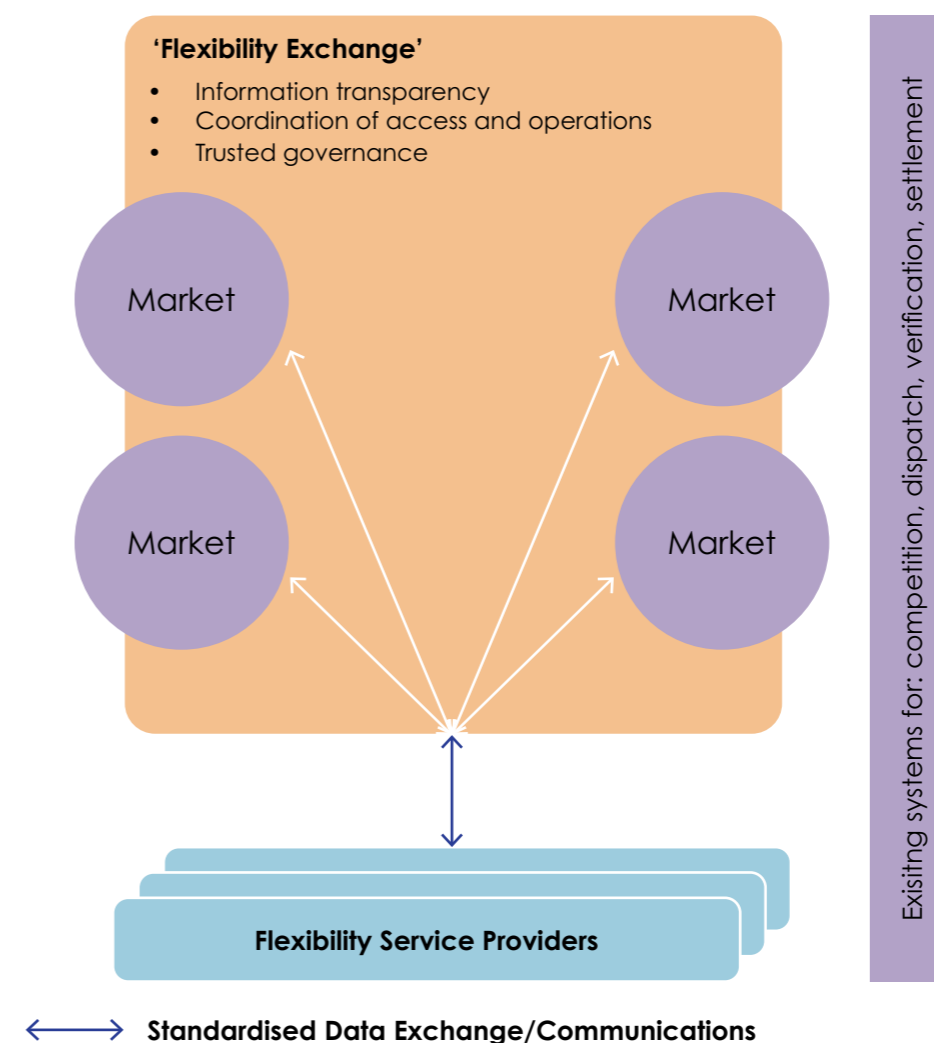 ‘Flexibility Exchange’
• Information transparency
• Coordination of access and operations
• Trusted governance
Market
Market
Market
Market
Exisitng systems for: competition, dispatch, verification, settlement
Flexibility Service Providers
Standardised Data Exchange/Communications